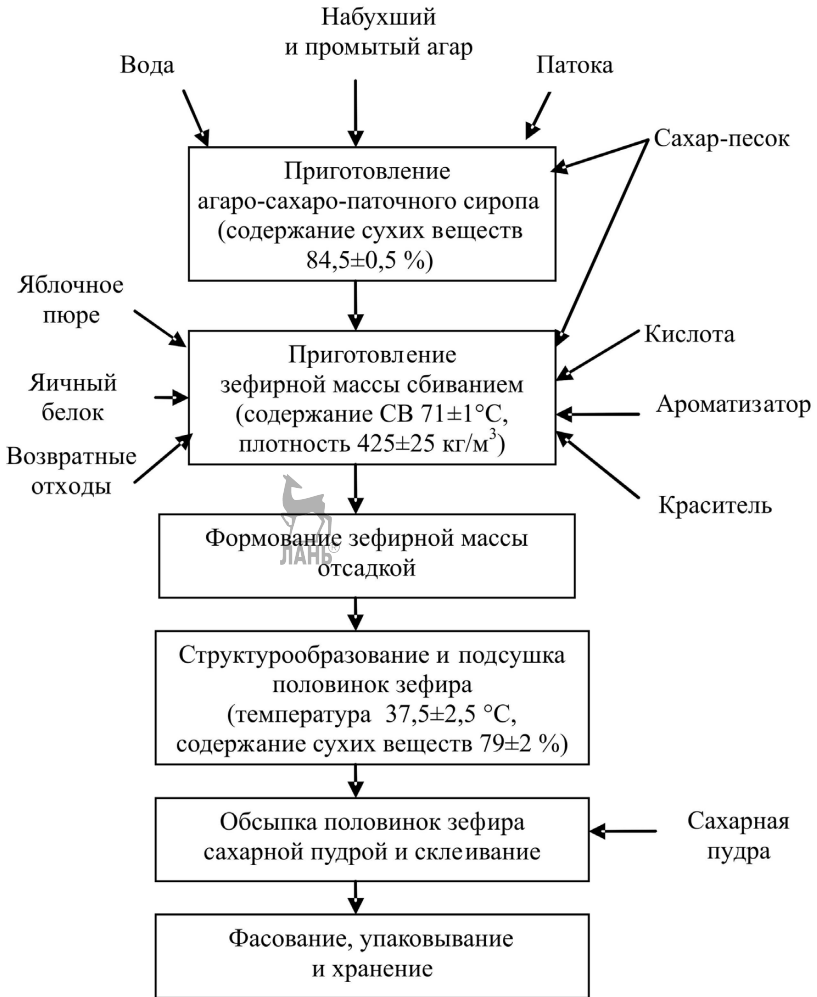 Набухший
и промытый агар
Вода
Патока
Сахар-песок
Приготовление
агаро-сахаро-паточного сиропа
(содержание сухих веществ
84,5±0,5 %)
Яблочное
пюре
Яичный
белок
Возвратные
отходы
Приготовление
зефирной массы сбиванием
(содержание СВ 71±1°С,
плотность 425±25 кг/м³)
Кислота
Ароматизатор
Краситель
Формование зефирной массы
отсадкой
ЛАНЬ®
Структурообразование и подсушка
половинок зефира
(температура 37,5±2,5 °С,
содержание сухих веществ 79±2 %)
Обсыпка половинок зефира
сахарной пудрой и склеивание
Сахарная
пудра
Фасование, упаковывание
и хранение